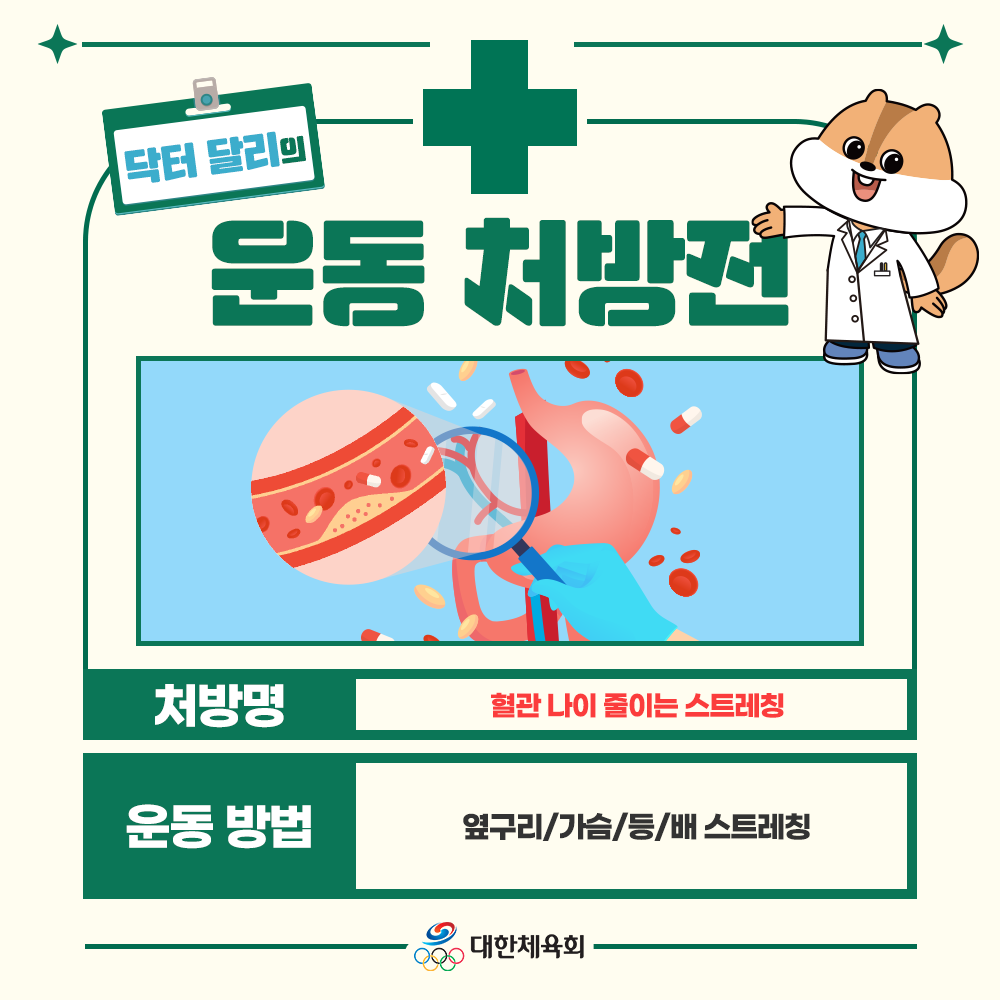 닥터 달리의
운동 처방전
처방명
혈관 나이 줄이는 스트레칭
운동 방법
옆구리/가슴/등/배 스트레칭
대한체육회